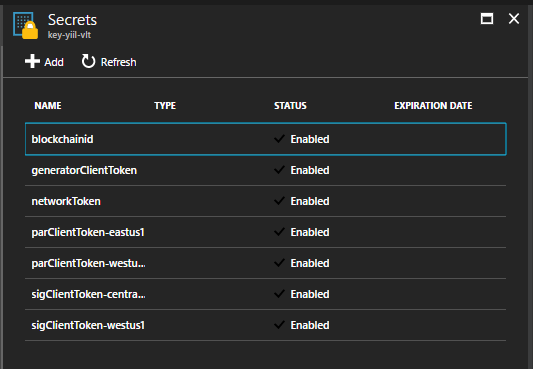 Secrets
key-yiil-vlt
Add Refresh
NAME TYPE STATUS EXPIRATION DATE
blockchainid Enabled
generatorClientToken Enabled
networkToken Enabled
parClientToken-eastus1 Enabled
parClientToken-westu... Enabled
sigClientToken-centra... Enabled
sigClientToken-westus1 Enabled